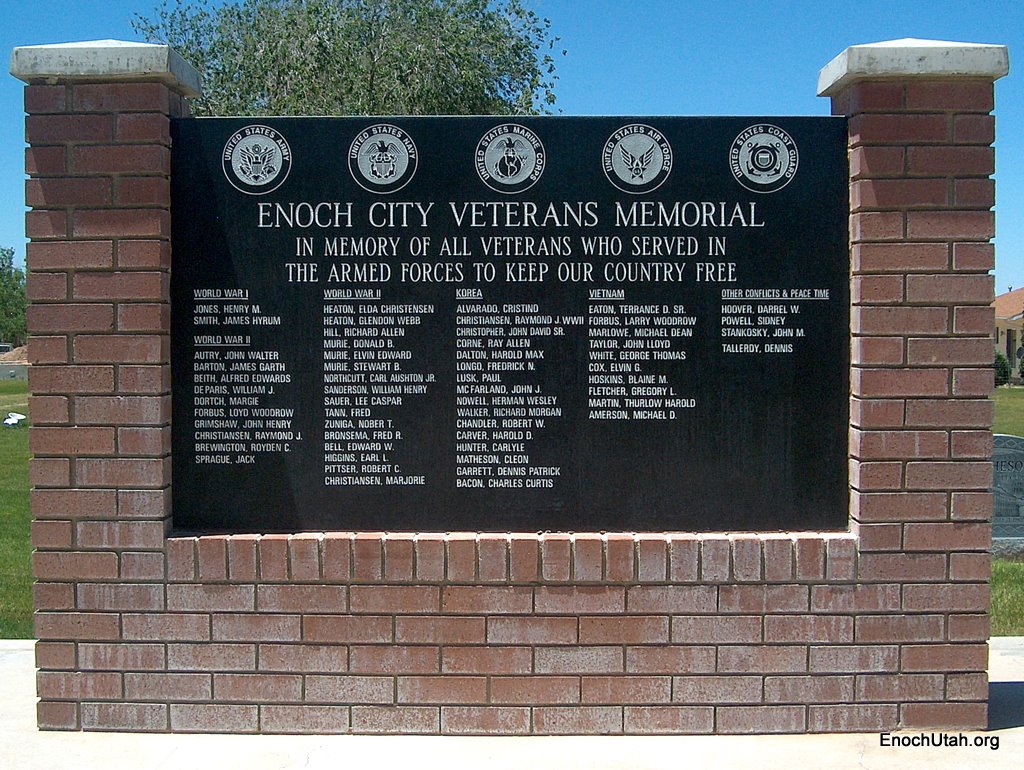 UNITED STATES ARMY
UNITED STATES NAVY
UNITED STATES MARINE CORPS
UNITED STATES AIR FORCE
UNITED STATES COAST GUARD
ENOCH CITY VETERANS MEMORIAL
IN MEMORY OF ALL VETERANS WHO SERVED IN
THE ARMED FORCES TO KEEP OUR COUNTRY FREE
WORLD WAR I
JONES, HENRY M.
SMITH, JAMES HYRUM
WORLD WAR II
AUTRY, JOHN WALTER
BARTON, JAMES GARTH
BEITH, ALFRED EDWARDS
DEPARIS, WILLIAM J.
DORTCH, MARGIE
FORBUS, LOYD WOODROW
GRIMSHAW, JOHN HENRY
CHRISTIANSEN, RAYMOND J.
BREWINGTON, ROYDEN C.
SPRAGUE, JACK
WORLD WAR II
HEATON, ELDA CHRISTENSEN
HEATON, GLENDON WEBB
HILL, RICHARD ALLEN
MURIE, DONALD B.
MURIE, ELVIN EDWARD
MURIE, STEWART B.
NORTHCUTT, CARL AUSHTON JR.
SANDERSON, WILLIAM HENRY
SAUER, LEE CASPAR
TANN, FRED
ZUNIGA, NOBER T.
BRONSEMA, FRED R.
BELL, EDWARD W.
HIGGINS, EARL L.
PITTSER, ROBERT C.
CHRISTIANSEN, MARJORIE
KOREA
ALVARADO, CRISTIND
CHRISTIANSEN, RAYMOND J. WWII
CHRISTOPHER, JOHN DAVID SR.
CORNE, RAY ALLEN
DALTON, HAROLD MAX
LONGO, FREDRICK N.
LUSK, PAUL
MCFARLAND, JOHN J.
NOWELL, HERMAN WESLEY
WALKER, RICHARD MORGAN
CHANDLER, ROBERT W.
CARVER, HAROLD D.
HUNTER, CARLYLE
MATHESON, CLEON
GARRETT, DENNIS PATRICK
BACON, CHARLES CURTIS
VIETNAM
EATON, TERRANCE D. SR.
FORBUS, LARRY WOODROW
MARLOWE, MICHAEL DEAN
TAYLOR, JOHN LLOYD
WHITE, GEORGE THOMAS
COX, ELVIN G.
HOSKINS, BLAINE M.
FLETCHER, GREGORY L.
MARTIN, THURLOW HAROLD
AMERSON, MICHAEL D.
OTHER CONFLICTS & PEACE TIME
HOOVER, DARREL W.
POWELL, SIDNEY
STANKOSKY, JOHN M.
TALLERDY, DENNIS
EnochUtah.org